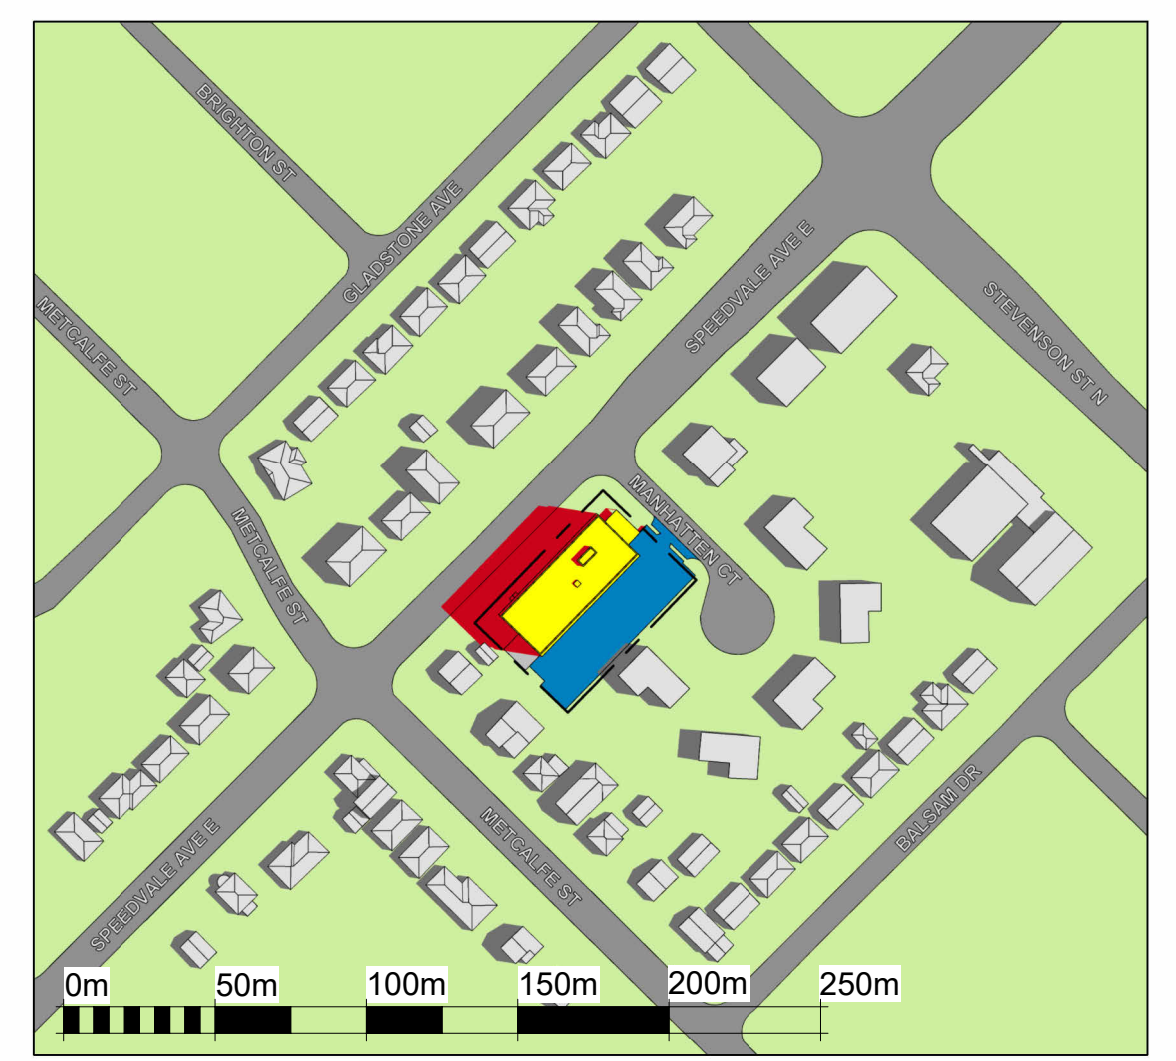 BRIGHTON ST
GLADSTONE AVE
METCALFE ST
SPEEDVALE AVE E
STEVENSON ST N
MANHATTEN CT
METCALFE ST
BALSAM DR
METCALFE ST
SPEEDVALE AVE E
0m 50m 100m 150m 200m 250m